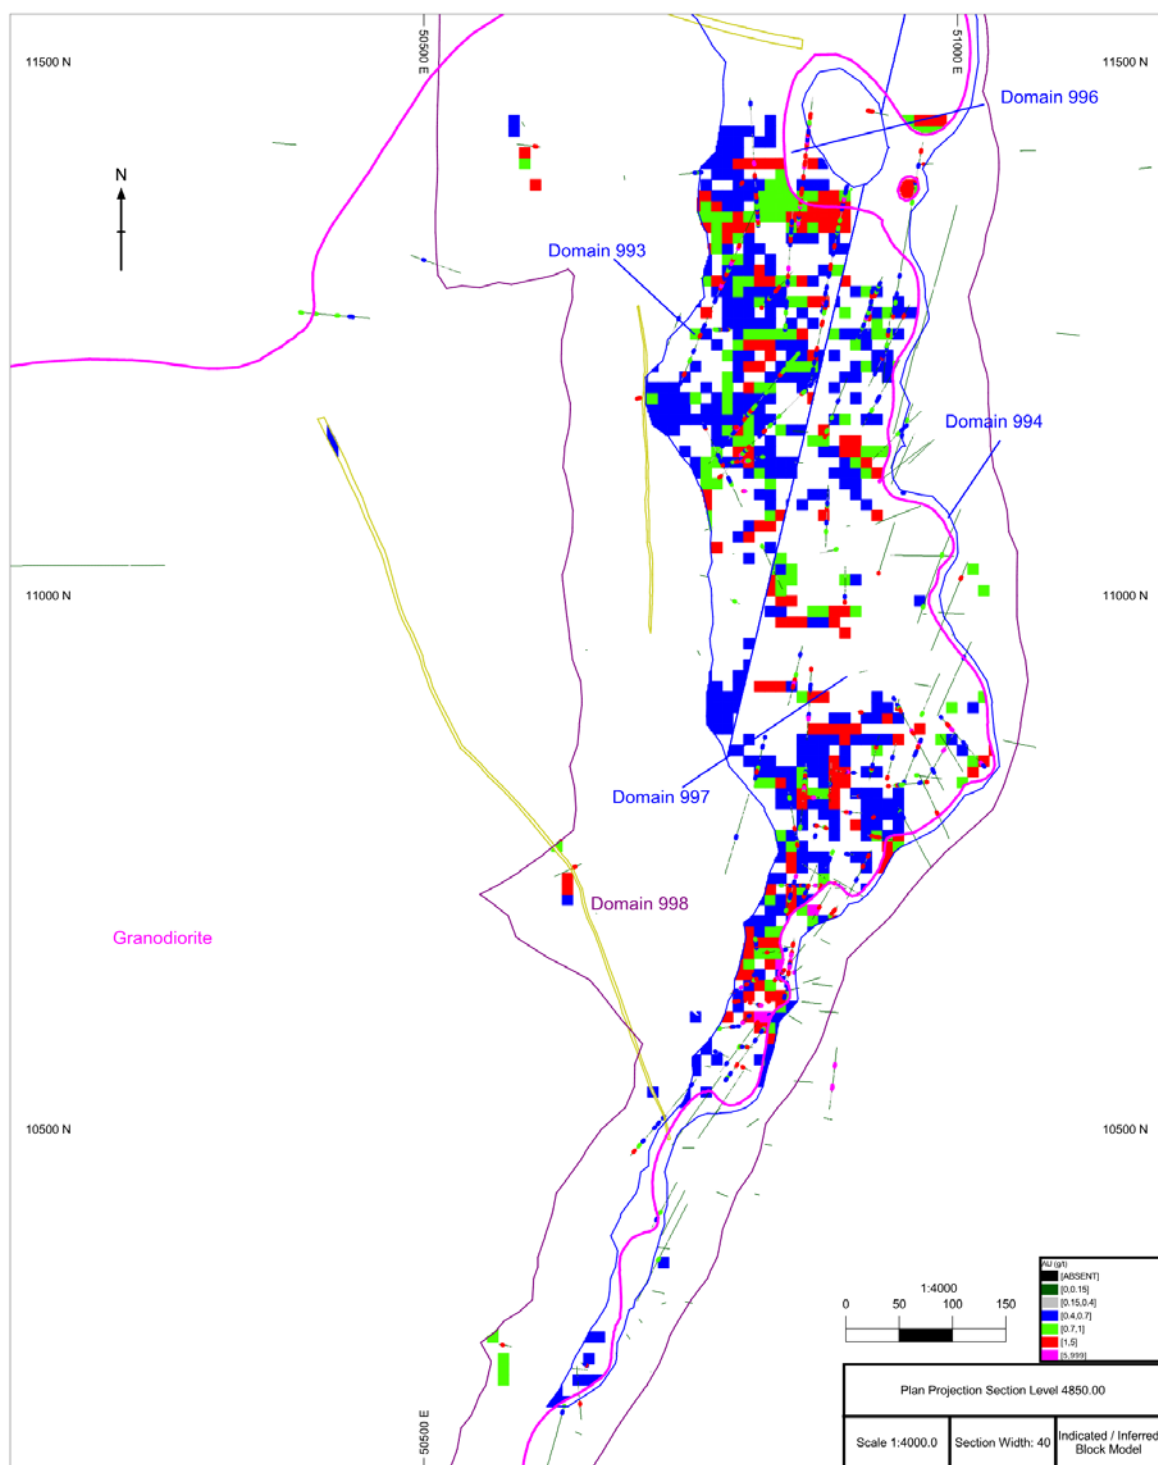 50500 E
51000 E
11500 N
11500 N
Domain 996
N
Domain 993
Domain 994
11000 N
11000 N
Domain 997
Domain 998
Granodiorite
10500 N
10500 N
1:4000
0 50 100 150
AU (g/t)
[ABSENT]
[0,0.15]
[0.15,0.4]
[0.4,0.7]
[0.7,1]
[1,5]
[5,999]
Plan Projection Section Level 4850.00
Scale 1:4000.0
Section Width: 40
Indicated / Inferred
Block Model
50500 E